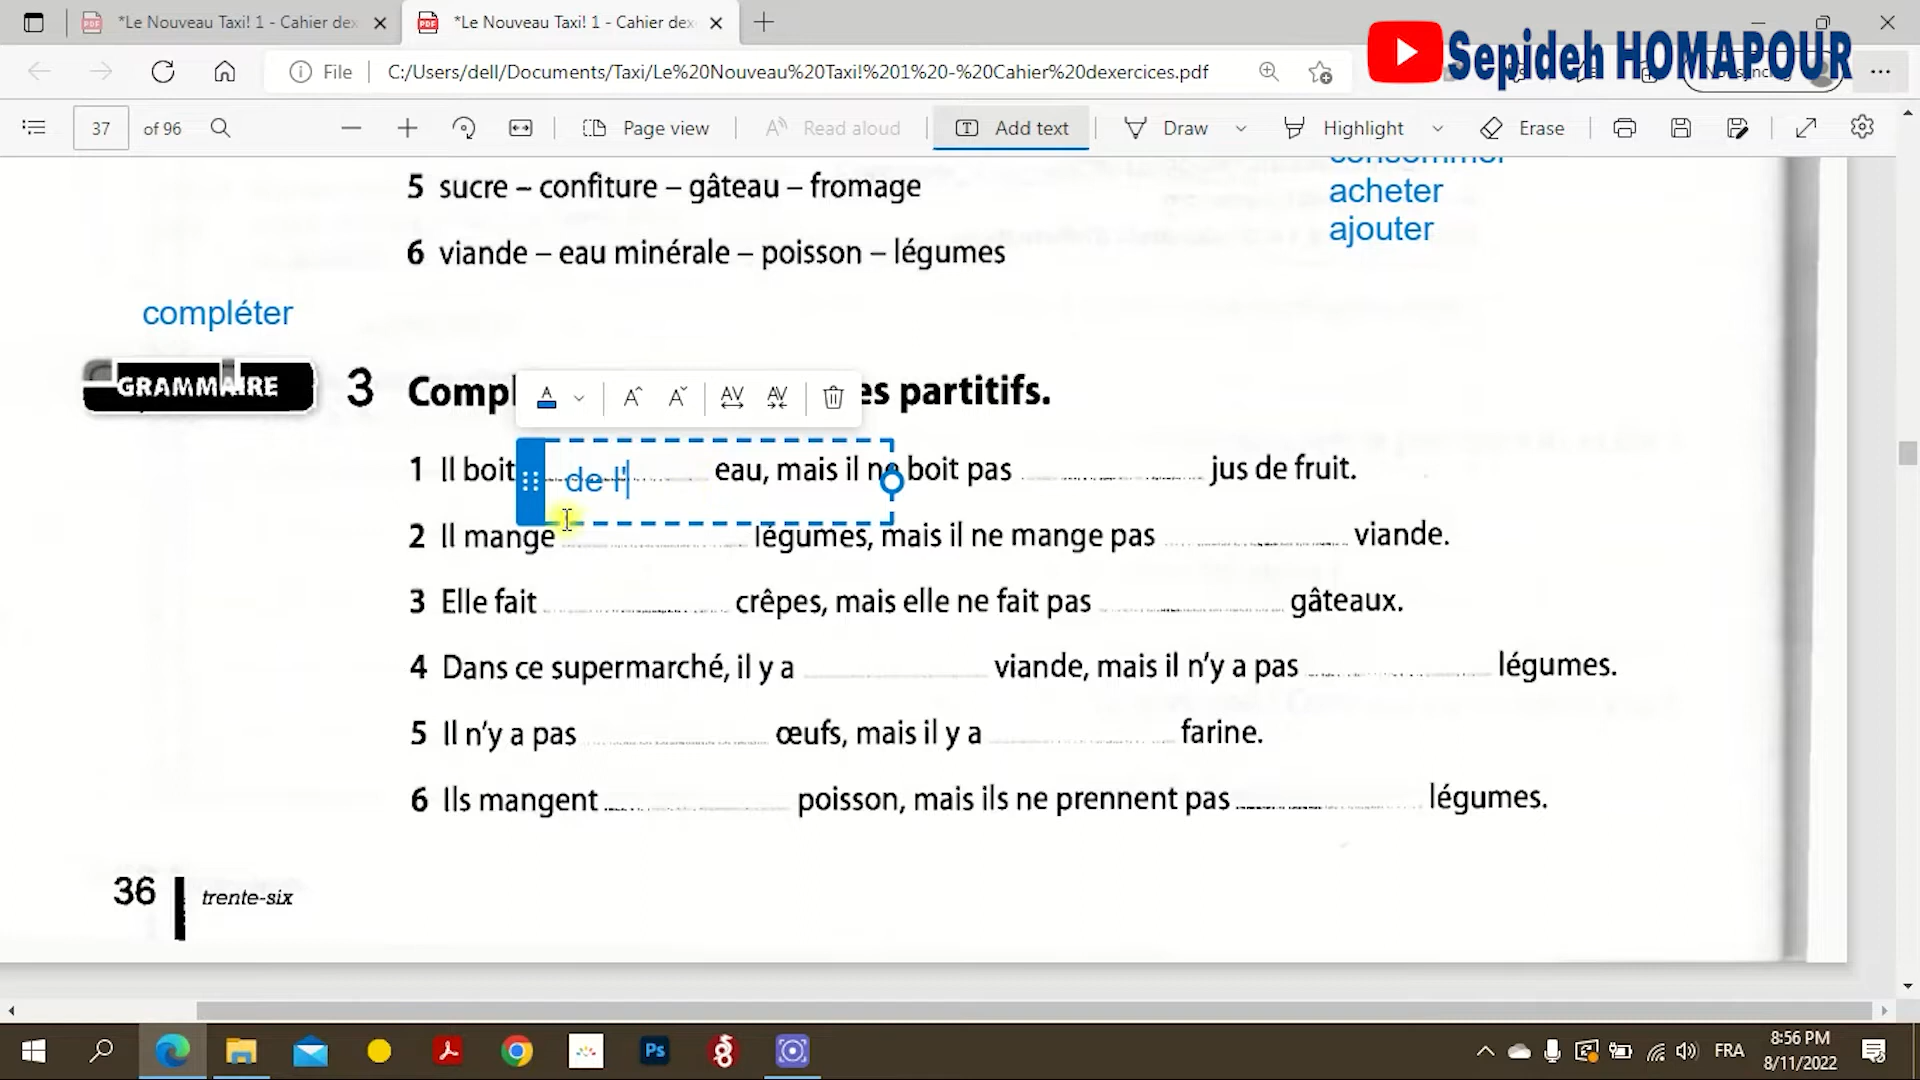 *Le Nouveau Taxi! 1 - Cahier dex
*Le Nouveau Taxi! 1 - Cahier dex
Sepideh HOMAPOUR
File
C:/Users/dell/Documents/Taxi/Le%20Nouveau%20Taxi!%201%20-%20Cahier%20dexercices.pdf
37 of 96
Page view
Read aloud
Add text
Draw
Highlight
Erase
consommer
5 sucre – confiture – gâteau – fromage
acheter
ajouter
6 viande – eau minérale – poisson – légumes
compléter
GRAMMAIRE
3 Comp es partitifs.
1 Il boit de l' eau, mais il ne boit pas jus de fruit.
2 Il mange légumes, mais il ne mange pas viande.
3 Elle fait crêpes, mais elle ne fait pas gâteaux.
4 Dans ce supermarché, il y a viande, mais il n'y a pas légumes.
5 Il n'y a pas œufs, mais il y a farine.
6 Ils mangent poisson, mais ils ne prennent pas légumes.
36 trente-six
FRA
8:56 PM
8/11/2022